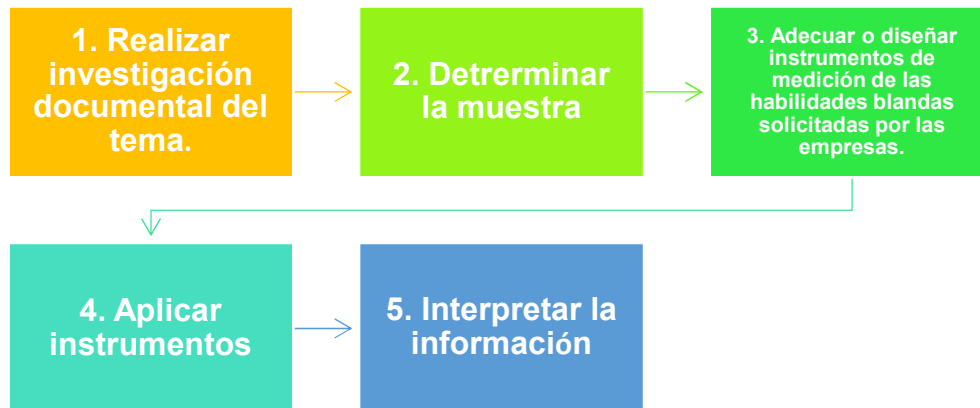 1. Realizar
investigación
documental del
tema.
2. Detrerminar
la muestra
3. Adecuar o diseñar
instrumentos de
medición de las
habilidades blandas
solicitadas por las
empresas.
4. Aplicar
instrumentos
5. Interpretar la
información